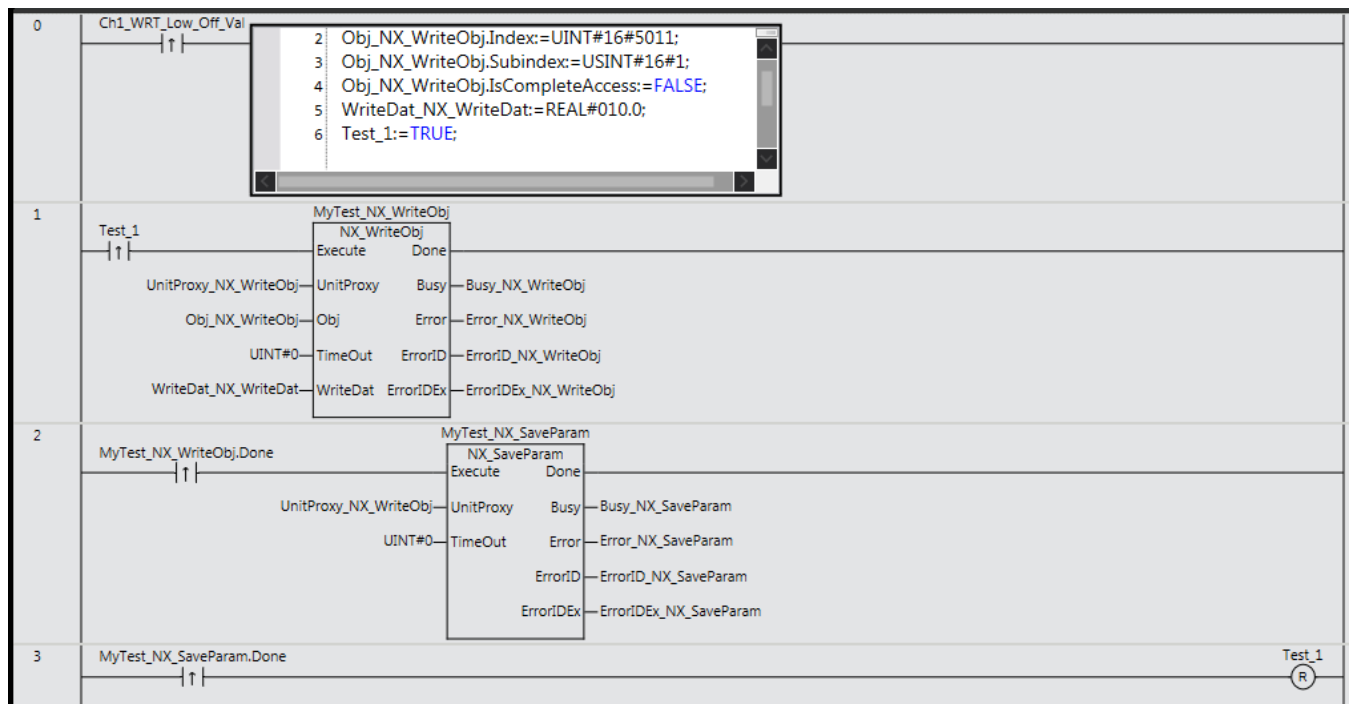 0
Ch1_WRT_Low_Off_Val
2 Obj_NX_WriteObj.Index:=UINT#16#5011;
3 Obj_NX_WriteObj.Subindex:=USINT#16#1;
4 Obj_NX_WriteObj.IsCompleteAccess:=FALSE;
5 WriteDat_NX_WriteDat:=REAL#010.0;
6 Test_1:=TRUE;
1
MyTest_NX_WriteObj
Test_1
NX_WriteObj
Execute Done
UnitProxy_NX_WriteObj UnitProxy Busy Busy_NX_WriteObj
Obj_NX_WriteObj Obj Error Error_NX_WriteObj
UINT#0 TimeOut ErrorID ErrorID_NX_WriteObj
WriteDat_NX_WriteDat WriteDat ErrorIDEx ErrorIDEx_NX_WriteObj
2
MyTest_NX_SaveParam
MyTest_NX_WriteObj.Done
NX_SaveParam
Execute Done
UnitProxy_NX_WriteObj UnitProxy Busy Busy_NX_SaveParam
UINT#0 TimeOut Error Error_NX_SaveParam
ErrorID ErrorID_NX_SaveParam
ErrorIDEx ErrorIDEx_NX_SaveParam
3
MyTest_NX_SaveParam.Done
Test_1
R